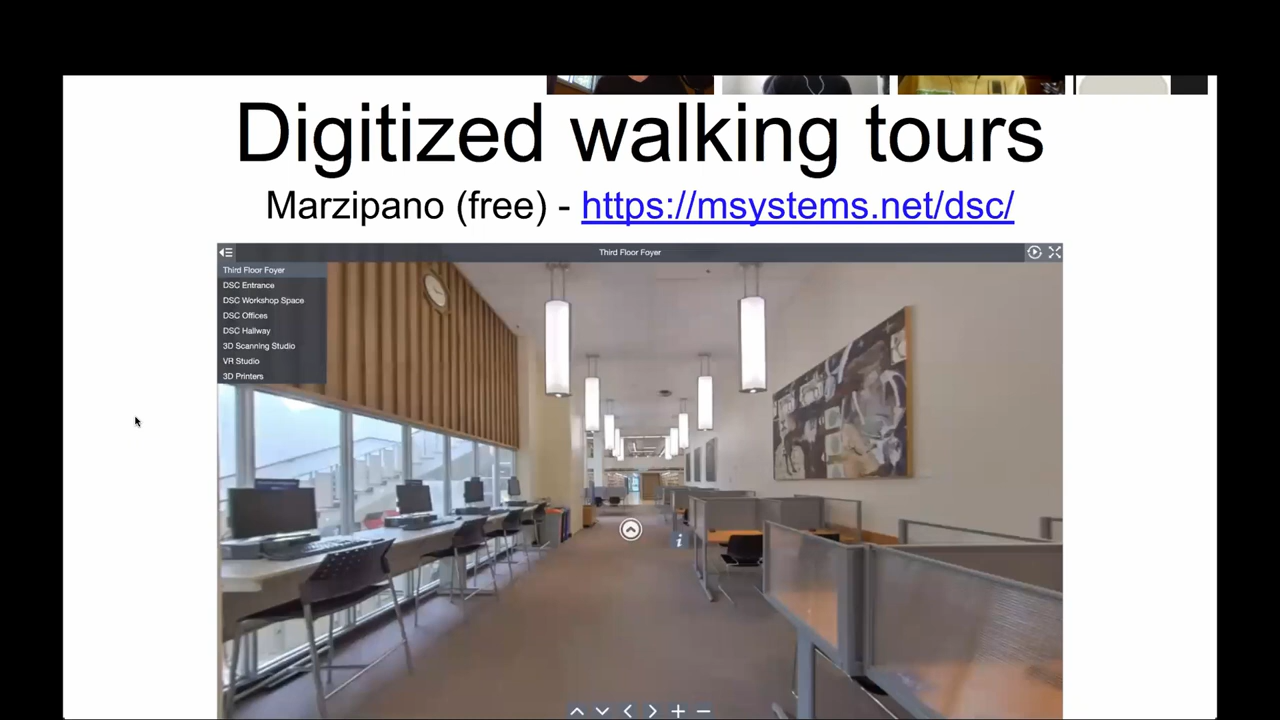 Digitized walking tours
Marzipano (free) - https://msystems.net/dsc/
Third Floor Foyer
Third Floor Foyer
DSC Entrance
DSC Workshop Space
DSC Offices
DSC Hallway
3D Scanning Studio
VR Studio
3D Printers
i